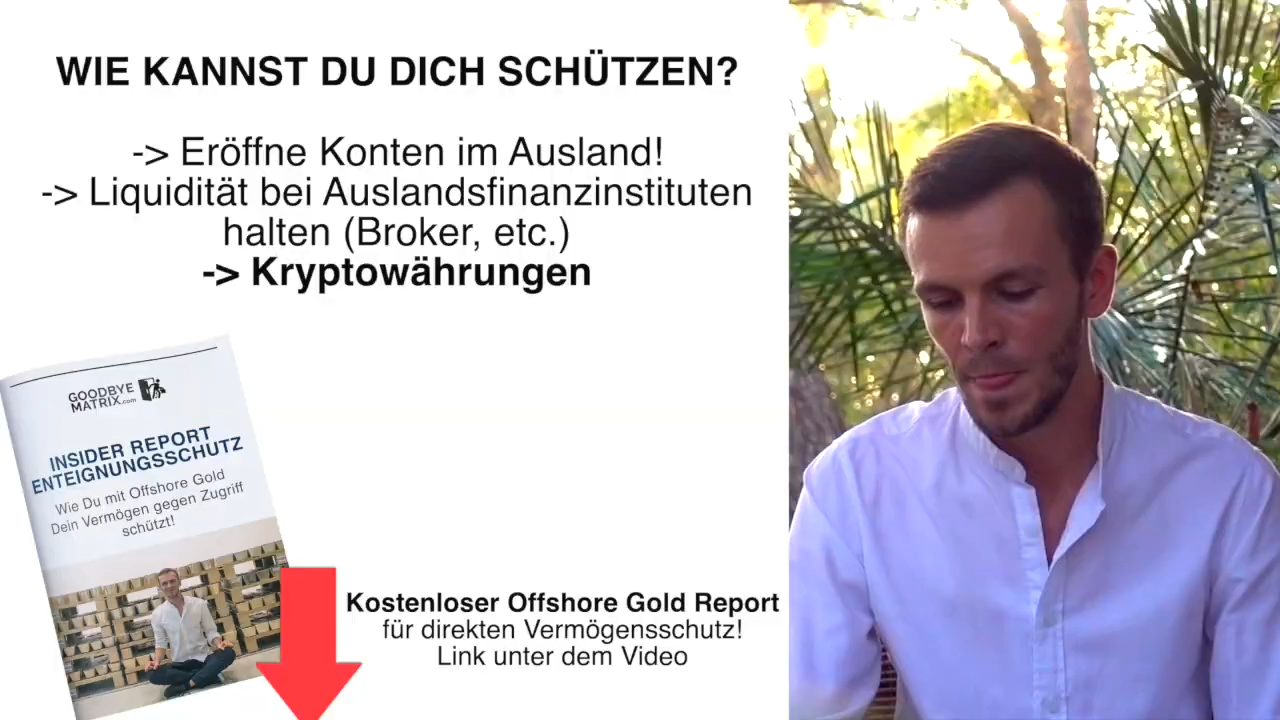 WIE KANNST DU DICH SCHÜTZEN?
-> Eröffne Konten im Ausland!
-> Liquidität bei Auslandsfinanzinstituten
halten (Broker, etc.)
-> Kryptowährungen
GOODBYE
MATRIX.com
INSIDER REPORT
ENTEIGNUNGSSCHUTZ
Wie Du mit Offshore Gold
Dein Vermögen gegen Zugriff
schützt!
Kostenloser Offshore Gold Report
für direkten Vermögensschutz!
Link unter dem Video